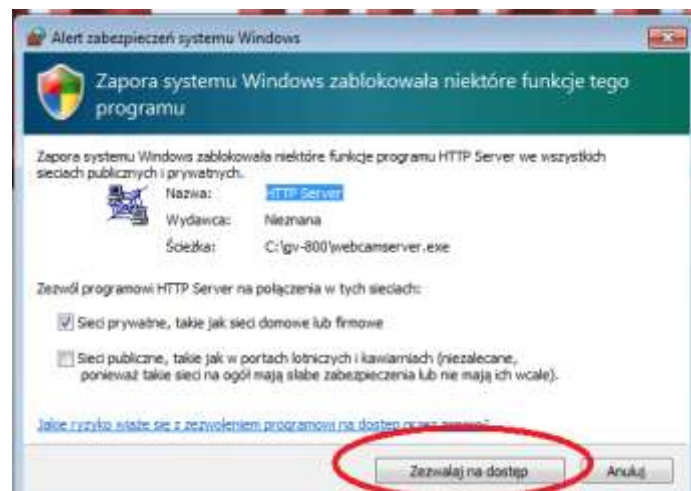 Alert zabezpieczeń systemu Windows
Zapora systemu Windows zablokowała niektóre funkcje tego
programu
Zapora systemu Windows zablokowała niektóre funkcje programu HTTP Server we wszystkich
sieciach publicznych i prywatnych.
Nazwa: HTTP Server
Wydawca: Nieznana
Ścieżka: C:\gv-800\webcamserver.exe
Zezwól programowi HTTP Server na połączenia w tych sieciach:
Sieci prywatne, takie jak sieci domowe lub firmowe
Sieci publiczne, takie jak w portach lotniczych i kawiarniach (niezalecane,
ponieważ takie sieci na ogół mają słabe zabezpieczenia lub nie mają ich wcale).
Jakie ryzyko wiąże się z zezwoleniem programowi na dostęp przez zaporę?
Zezwalaj na dostęp
Anuluj